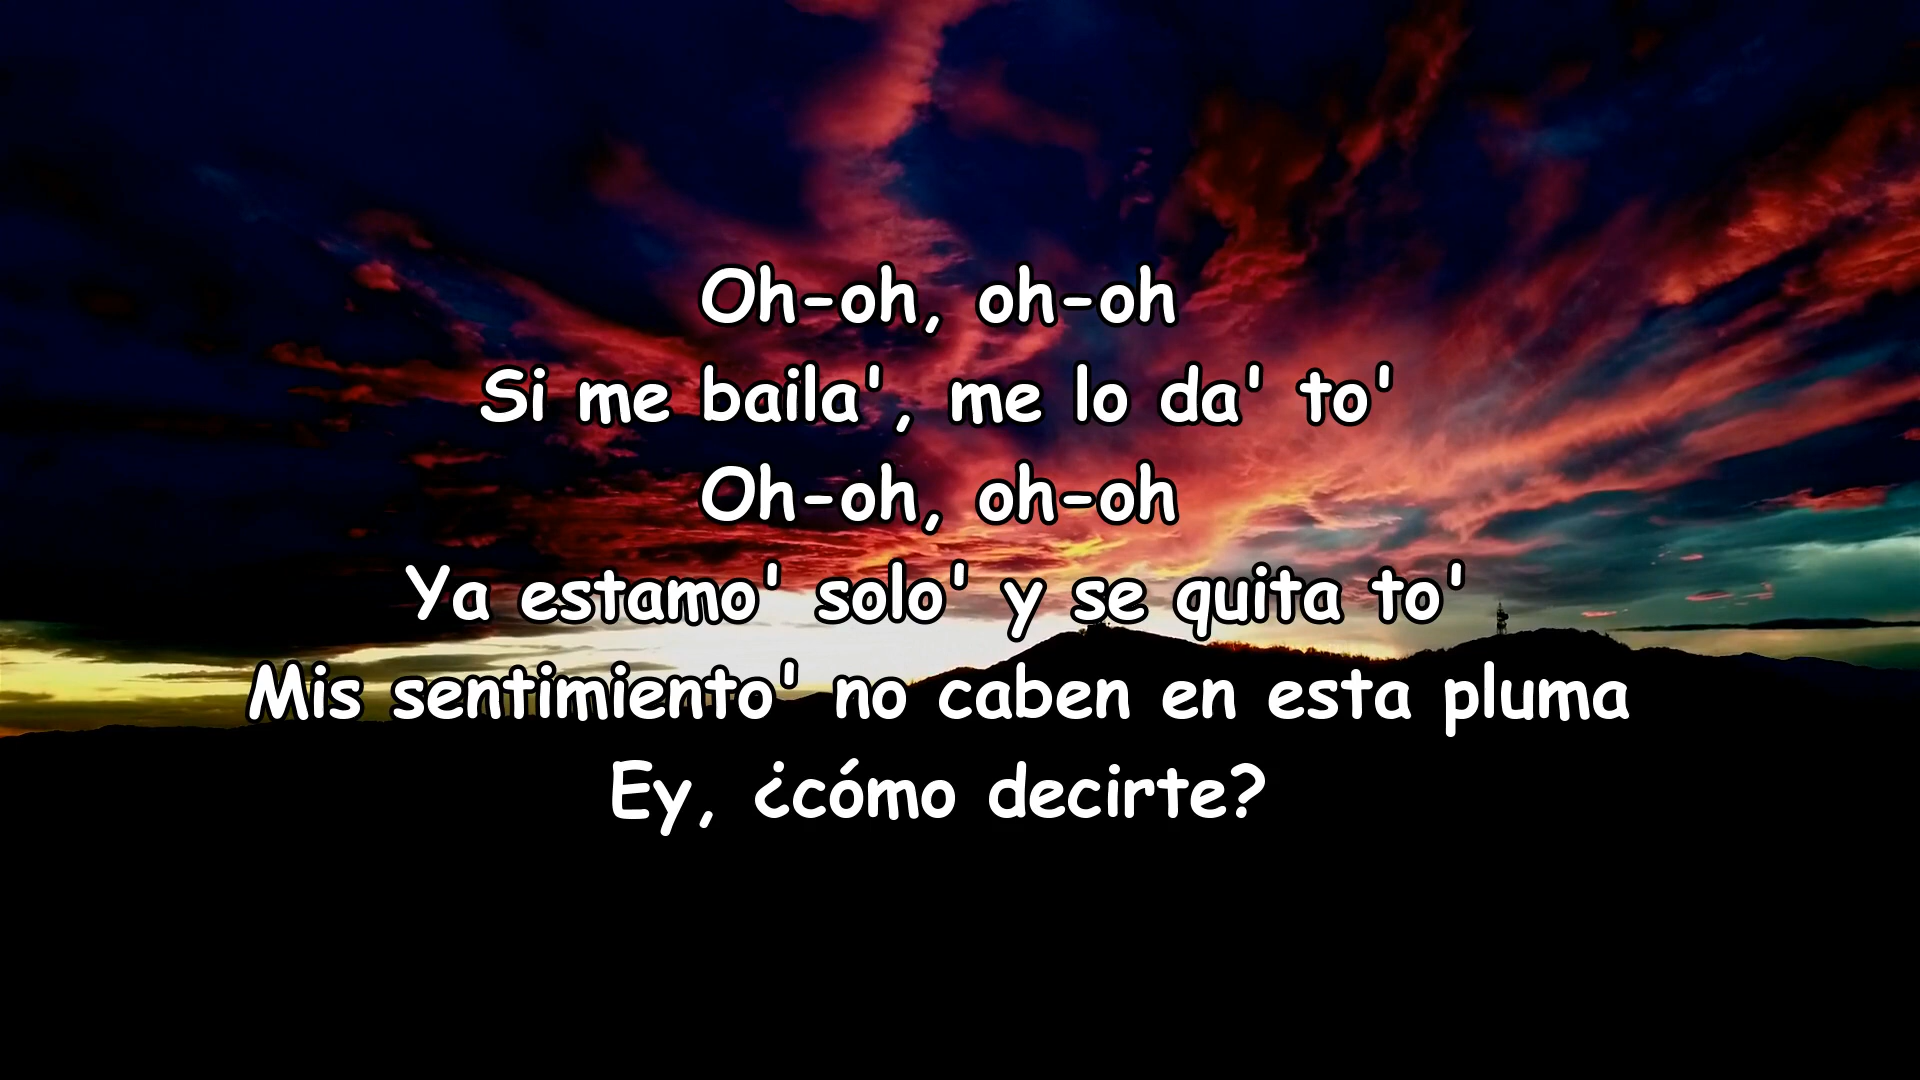 Oh-oh, oh-oh
Si me baila', me lo da' to'
Oh-oh, oh-oh
Ya estamo' solo' y se quita to'
Mis sentimiento' no caben en esta pluma
Ey, ¿cómo decirte?